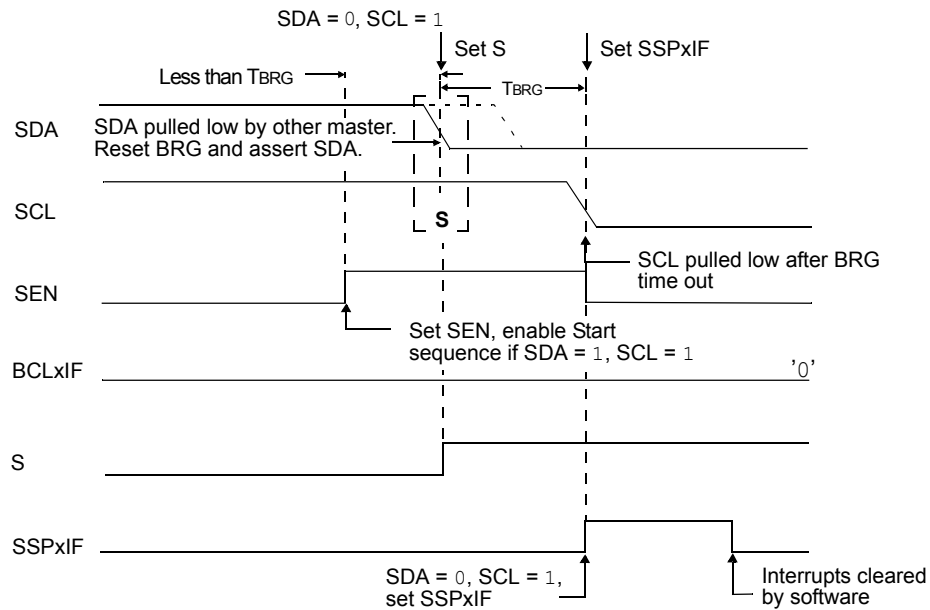 SDA = 0, SCL = 1
Set S
Set SSPxIF
Less than TBRG
TBRG
SDA
SDA pulled low by other master.
Reset BRG and assert SDA.
SCL
S
SCL pulled low after BRG
time out
SEN
Set SEN, enable Start
sequence if SDA = 1, SCL = 1
BCLxIF
'0'
S
SSPxIF
SDA = 0, SCL = 1,
set SSPxIF
Interrupts cleared
by software